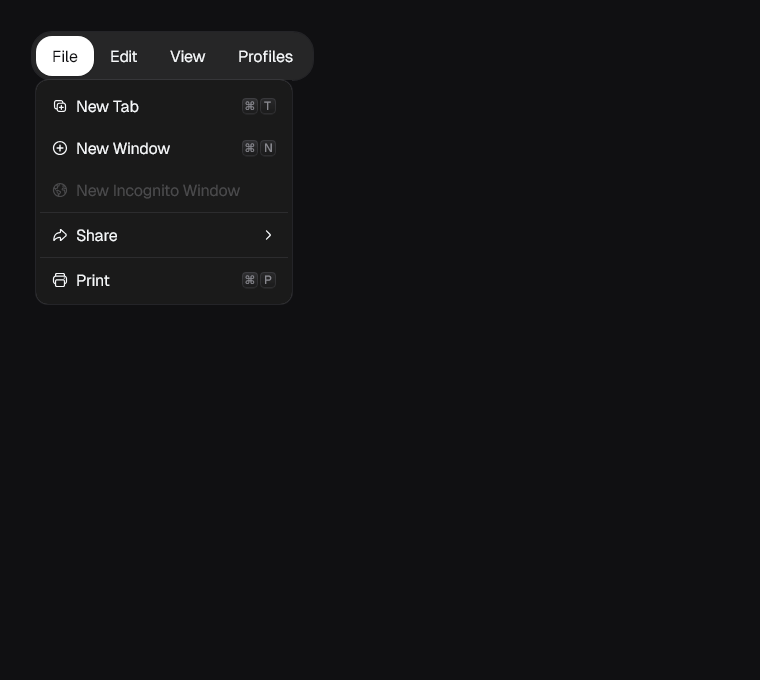 File Edit View Profiles
New Tab ⌘ T
New Window ⌘ N
New Incognito Window
Share
Print ⌘ P